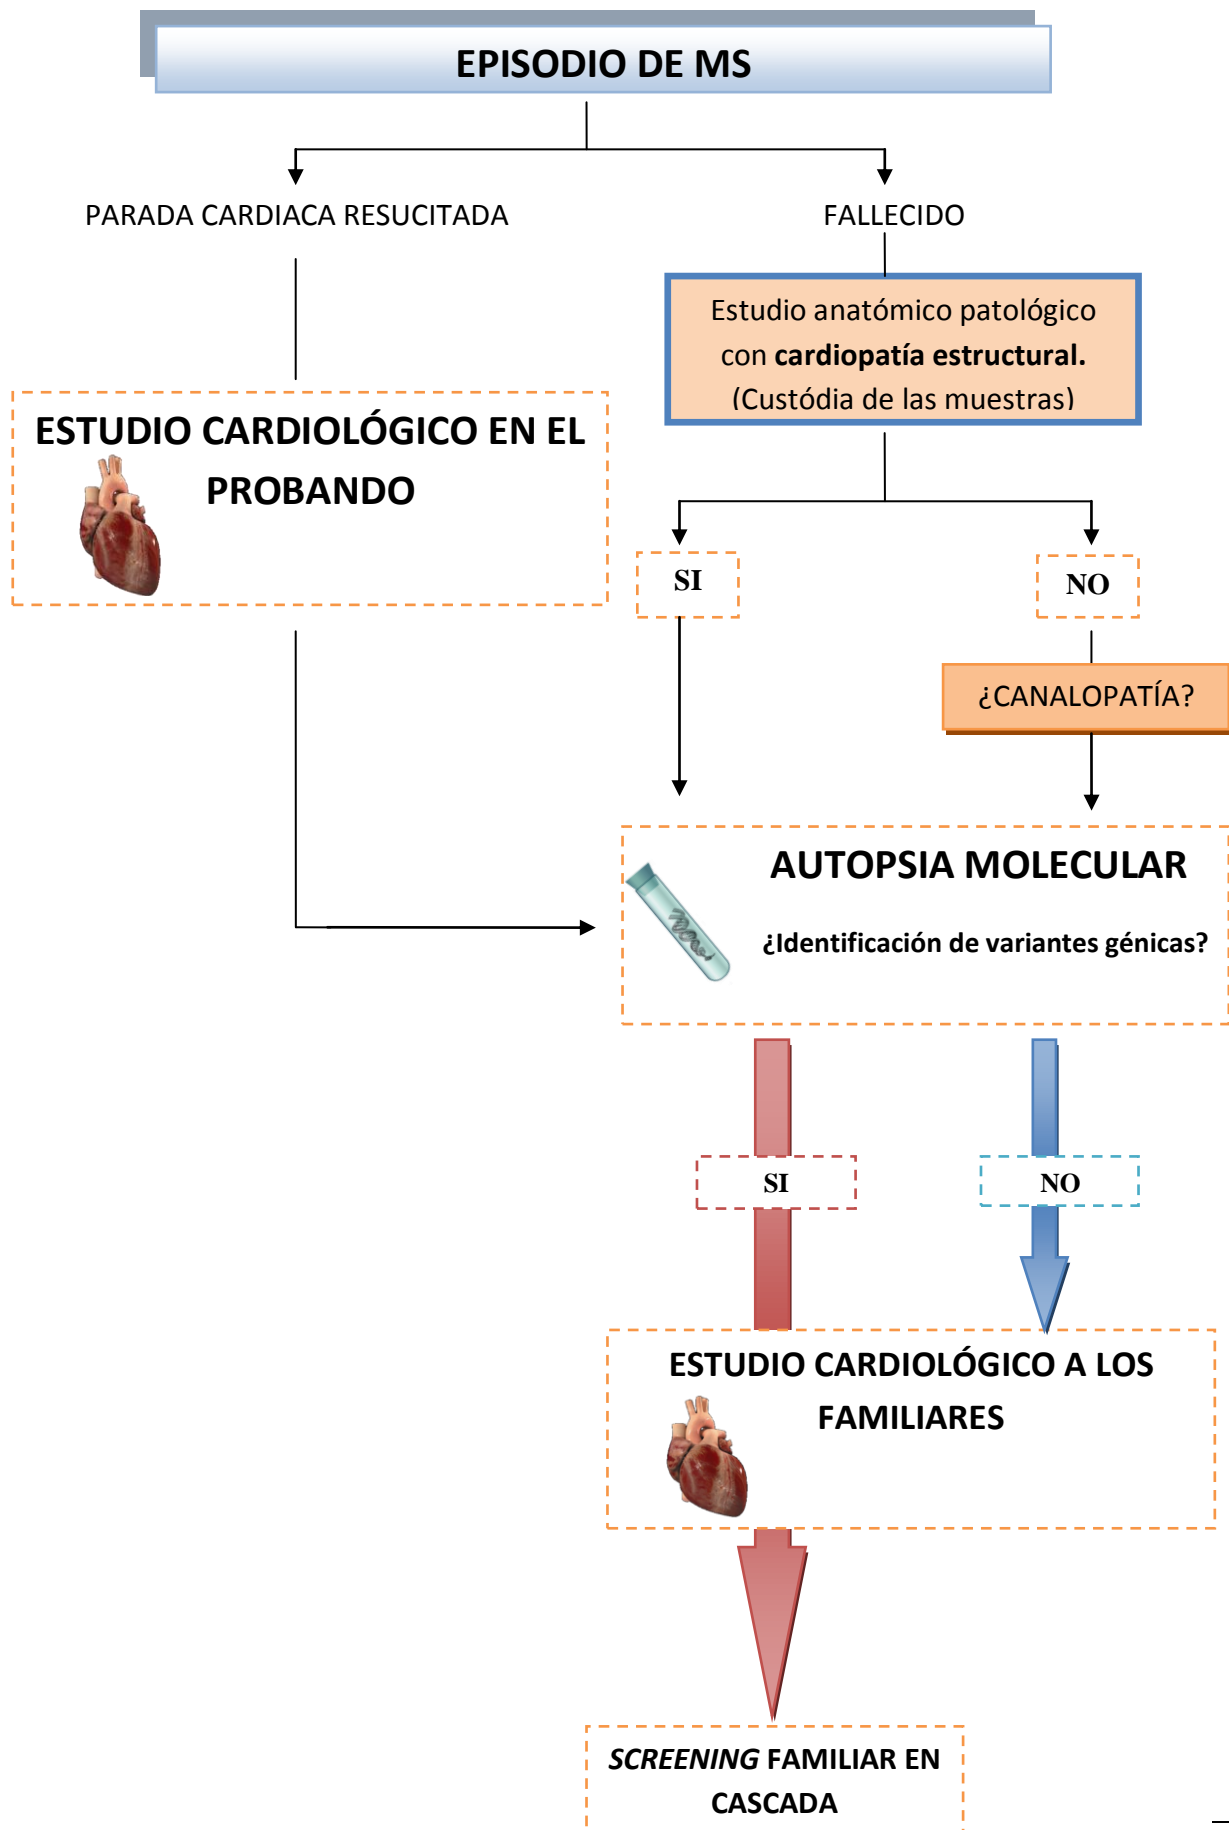 EPISODIO DE MS
PARADA CARDIACA RESUCITADA
FALLECIDO
Estudio anatómico patológico
con cardiopatía estructural.
(Custódia de las muestras)
ESTUDIO CARDIOLÓGICO EN EL
PROBANDO
SI
NO
¿CANALOPATÍA?
AUTOPSIA MOLECULAR
¿Identificación de variantes génicas?
SI
NO
ESTUDIO CARDIOLÓGICO A LOS
FAMILIARES
SCREENING FAMILIAR EN
CASCADA